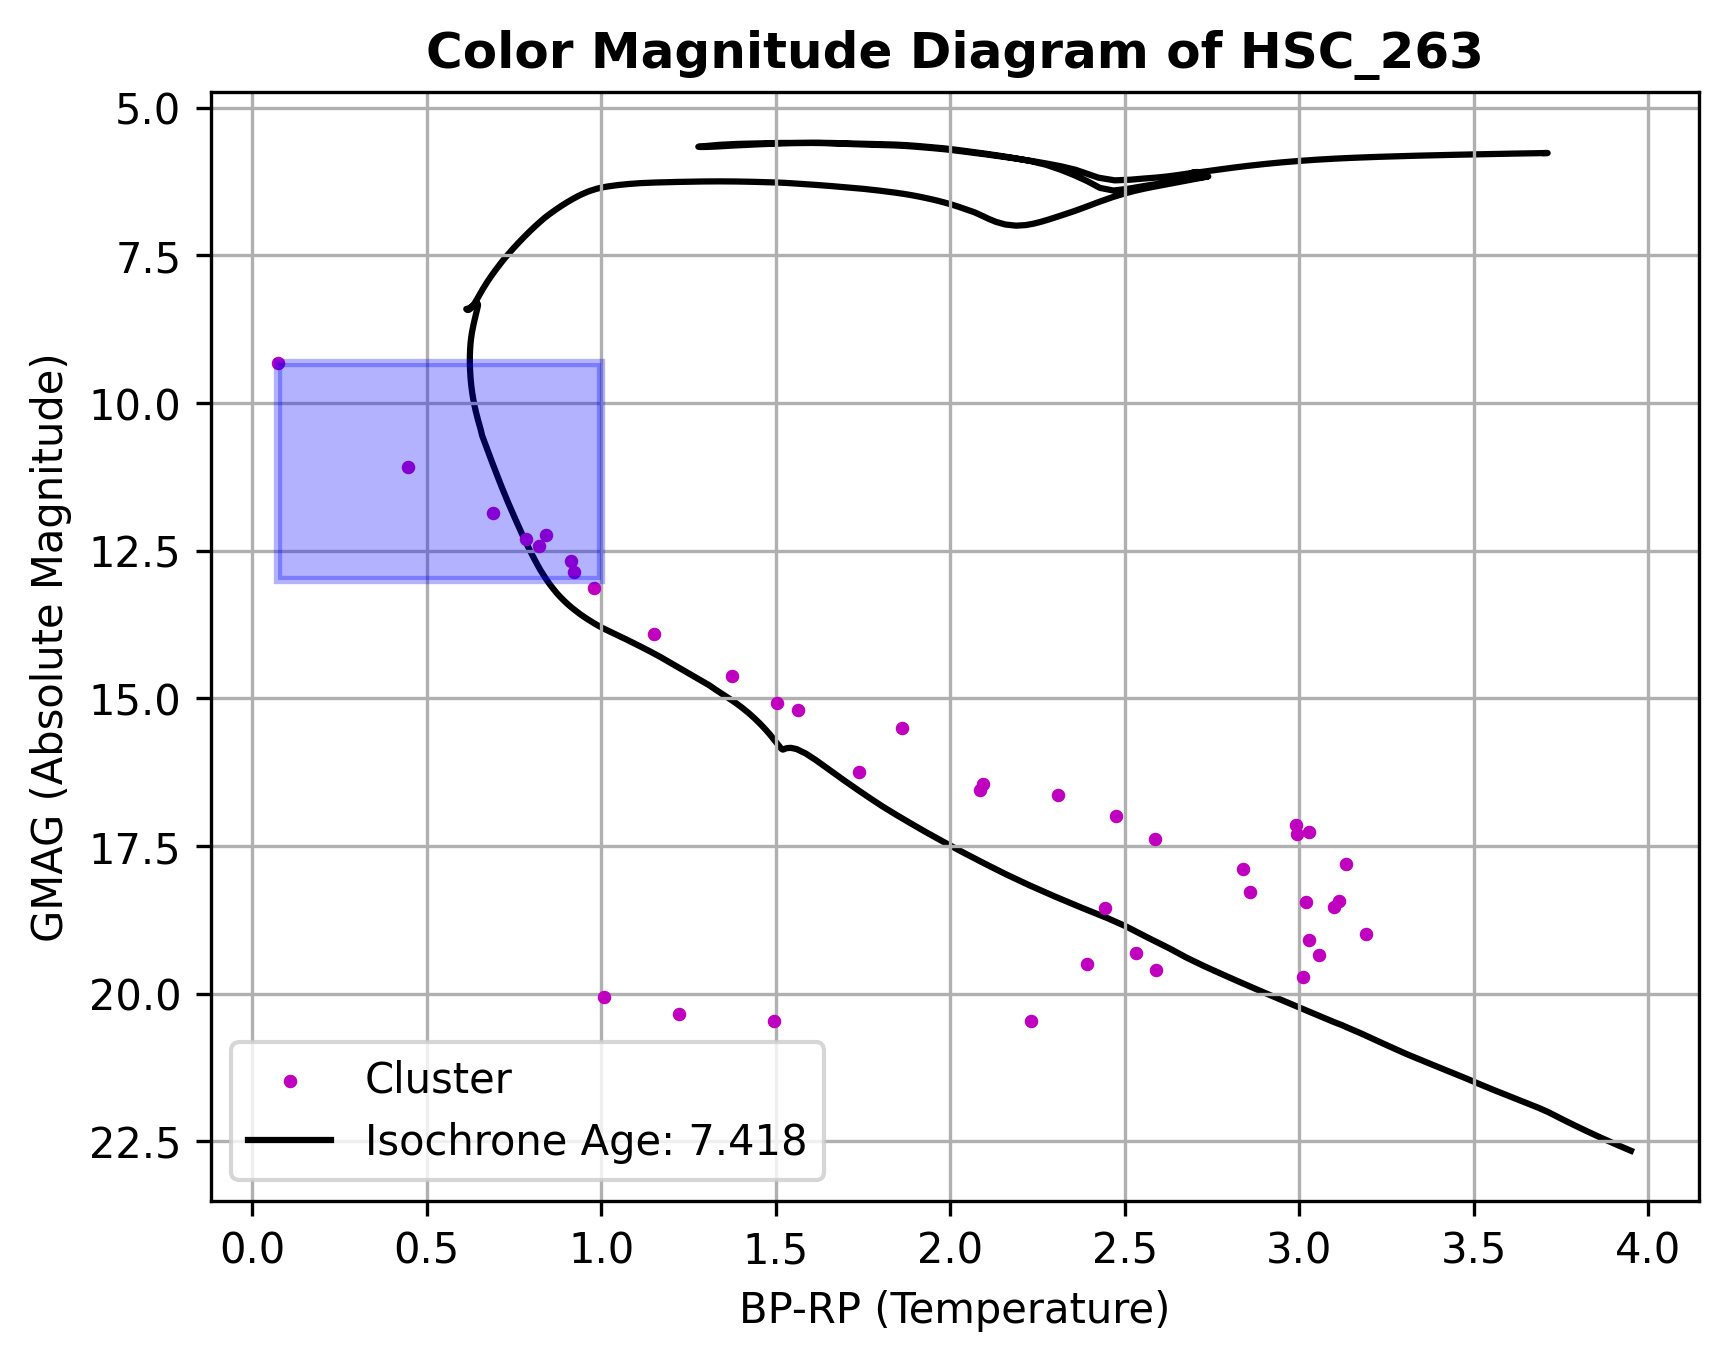 Color Magnitude Diagram of HSC_263
GMAG (Absolute Magnitude)
5.0
7.5
10.0
12.5
15.0
17.5
20.0
22.5
Cluster
Isochrone Age: 7.418
0.0 0.5 1.0 1.5 2.0 2.5 3.0 3.5 4.0
BP-RP (Temperature)